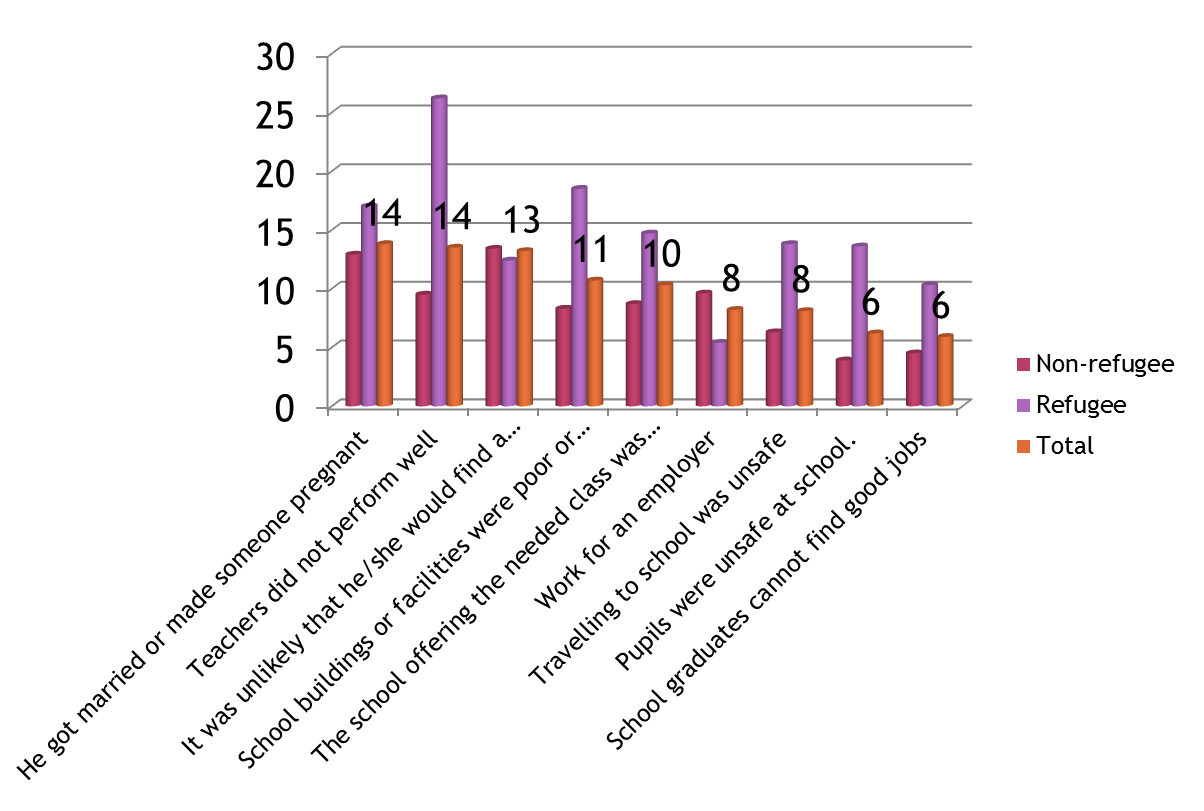 30
25
20
15
10
5
0
14
14
13
11
10
8
8
6
6
He got married or made someone pregnant
Teachers did not perform well
It was unlikely that he/she would find a...
School buildings or facilities were poor or...
The school offering the needed class was...
Work for an employer
Travelling to school was unsafe
Pupils were unsafe at school.
School graduates cannot find good jobs
Non-refugee
Refugee
Total